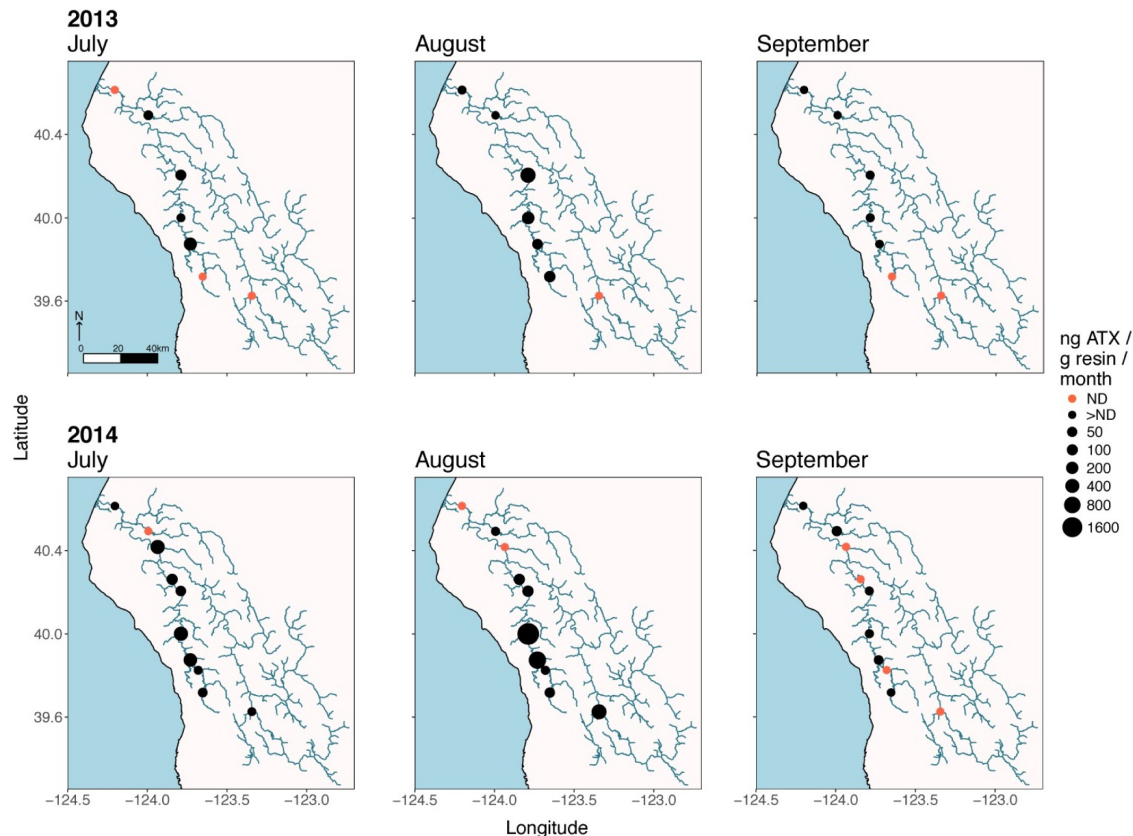 2013
July
August
September
40.4
40.0
39.6
N
0 20 40km
ng ATX /
g resin /
month
ND
>ND
50
100
200
400
800
1600
Latitude
2014
July
August
September
40.4
40.0
39.6
−124.5 −124.0 −123.5 −123.0
−124.5 −124.0 −123.5 −123.0
−124.5 −124.0 −123.5 −123.0
Longitude